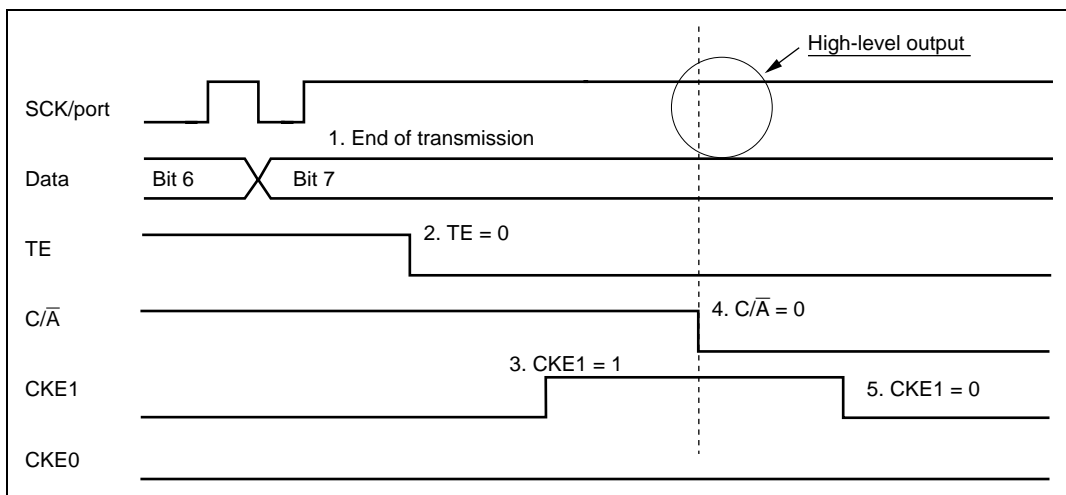 High-level output
SCK/port
1. End of transmission
Data
Bit 6
Bit 7
TE
2. TE = 0
C/A̅
4. C/A̅ = 0
3. CKE1 = 1
CKE1
5. CKE1 = 0
CKE0